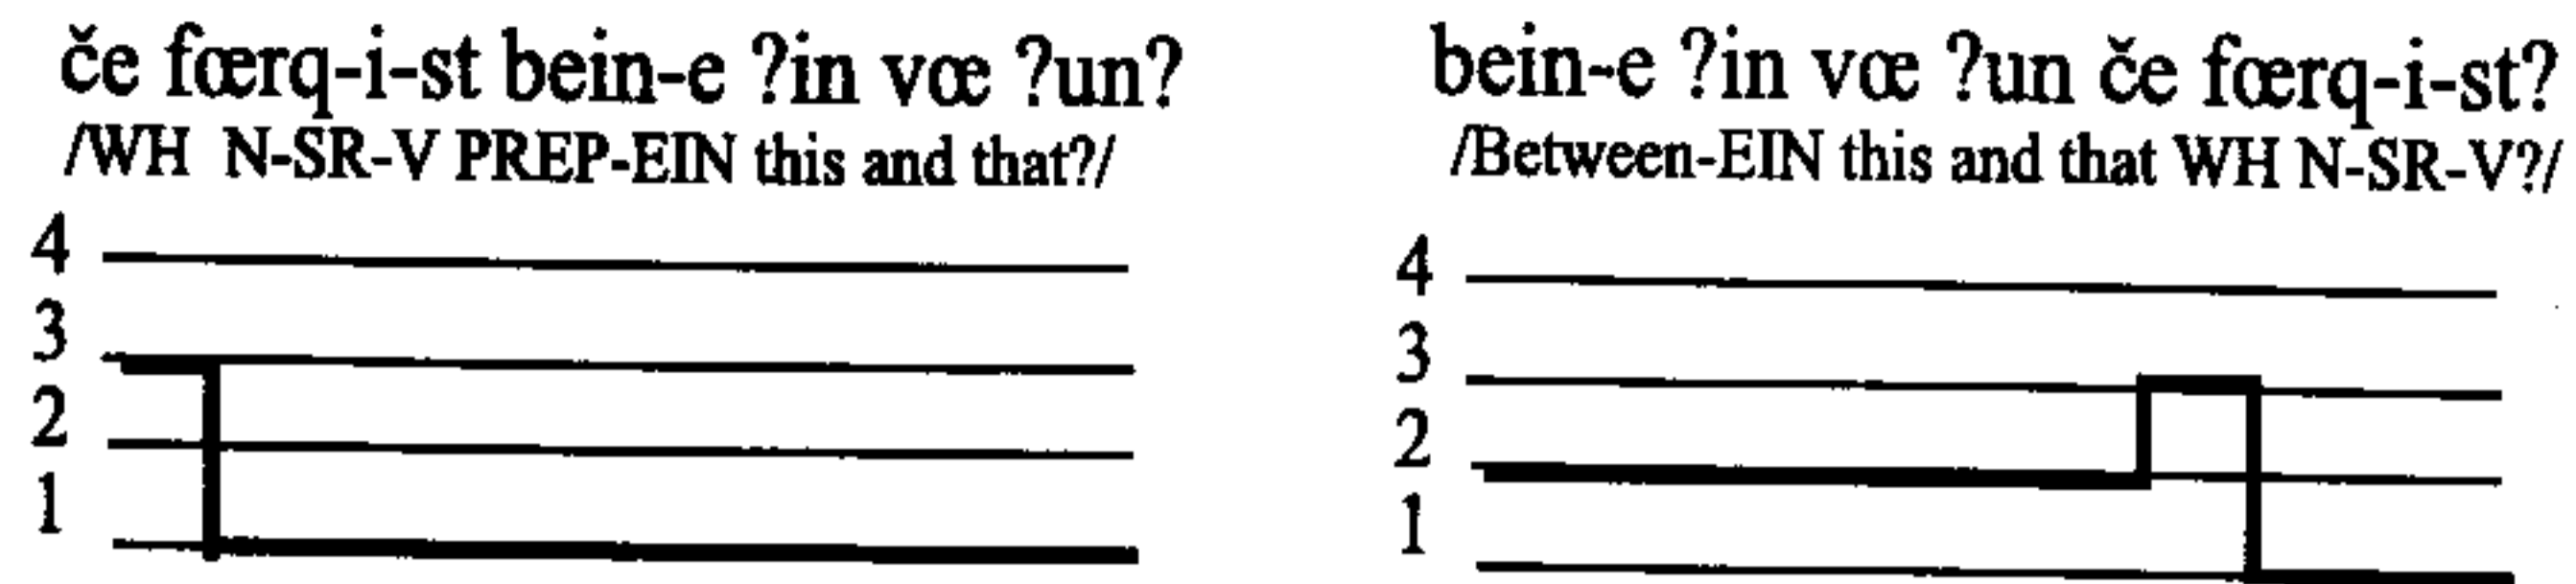 če fœrq-i-st bein-e ?in vœ ?un?
/WH N-SR-V PREP-EIN this and that?/
4
3
2
1
bein-e ?in vœ ?un če fœrq-i-st?
/Between-EIN this and that WH N-SR-V?/
4
3
2
1